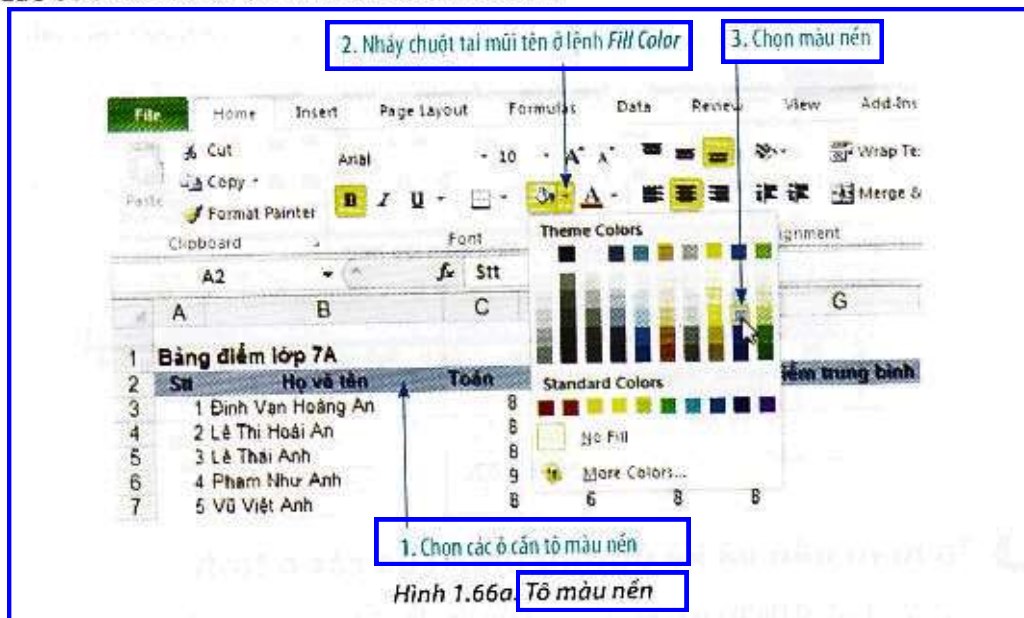 2. Nháy chuột tại mũi tên ở lệnh Fill Color
3. Chọn màu nền
File Home Insert Page Layout Formulas Data Review View Add-Ins
Cut
Copy
Paste
Format Painter
Arial 10
B I U
Wrap Te
Merge &
Clipboard Font ignment
A2 fx Stt
Theme Colors
A B C G
1 Bảng điểm lớp 7A
2 Stt Họ và tên Toán iểm trung bình
3 1 Đinh Vạn Hoàng An 8
4 2 Lê Thị Hoài An 8
5 3 Lê Thái Anh 8
6 4 Phạm Như Anh 9
7 5 Vũ Việt Anh 8 6 8 8
Standard Colors
No Fill
More Colors...
1. Chọn các ô cần tô màu nền
Hình 1.66a. Tô màu nền